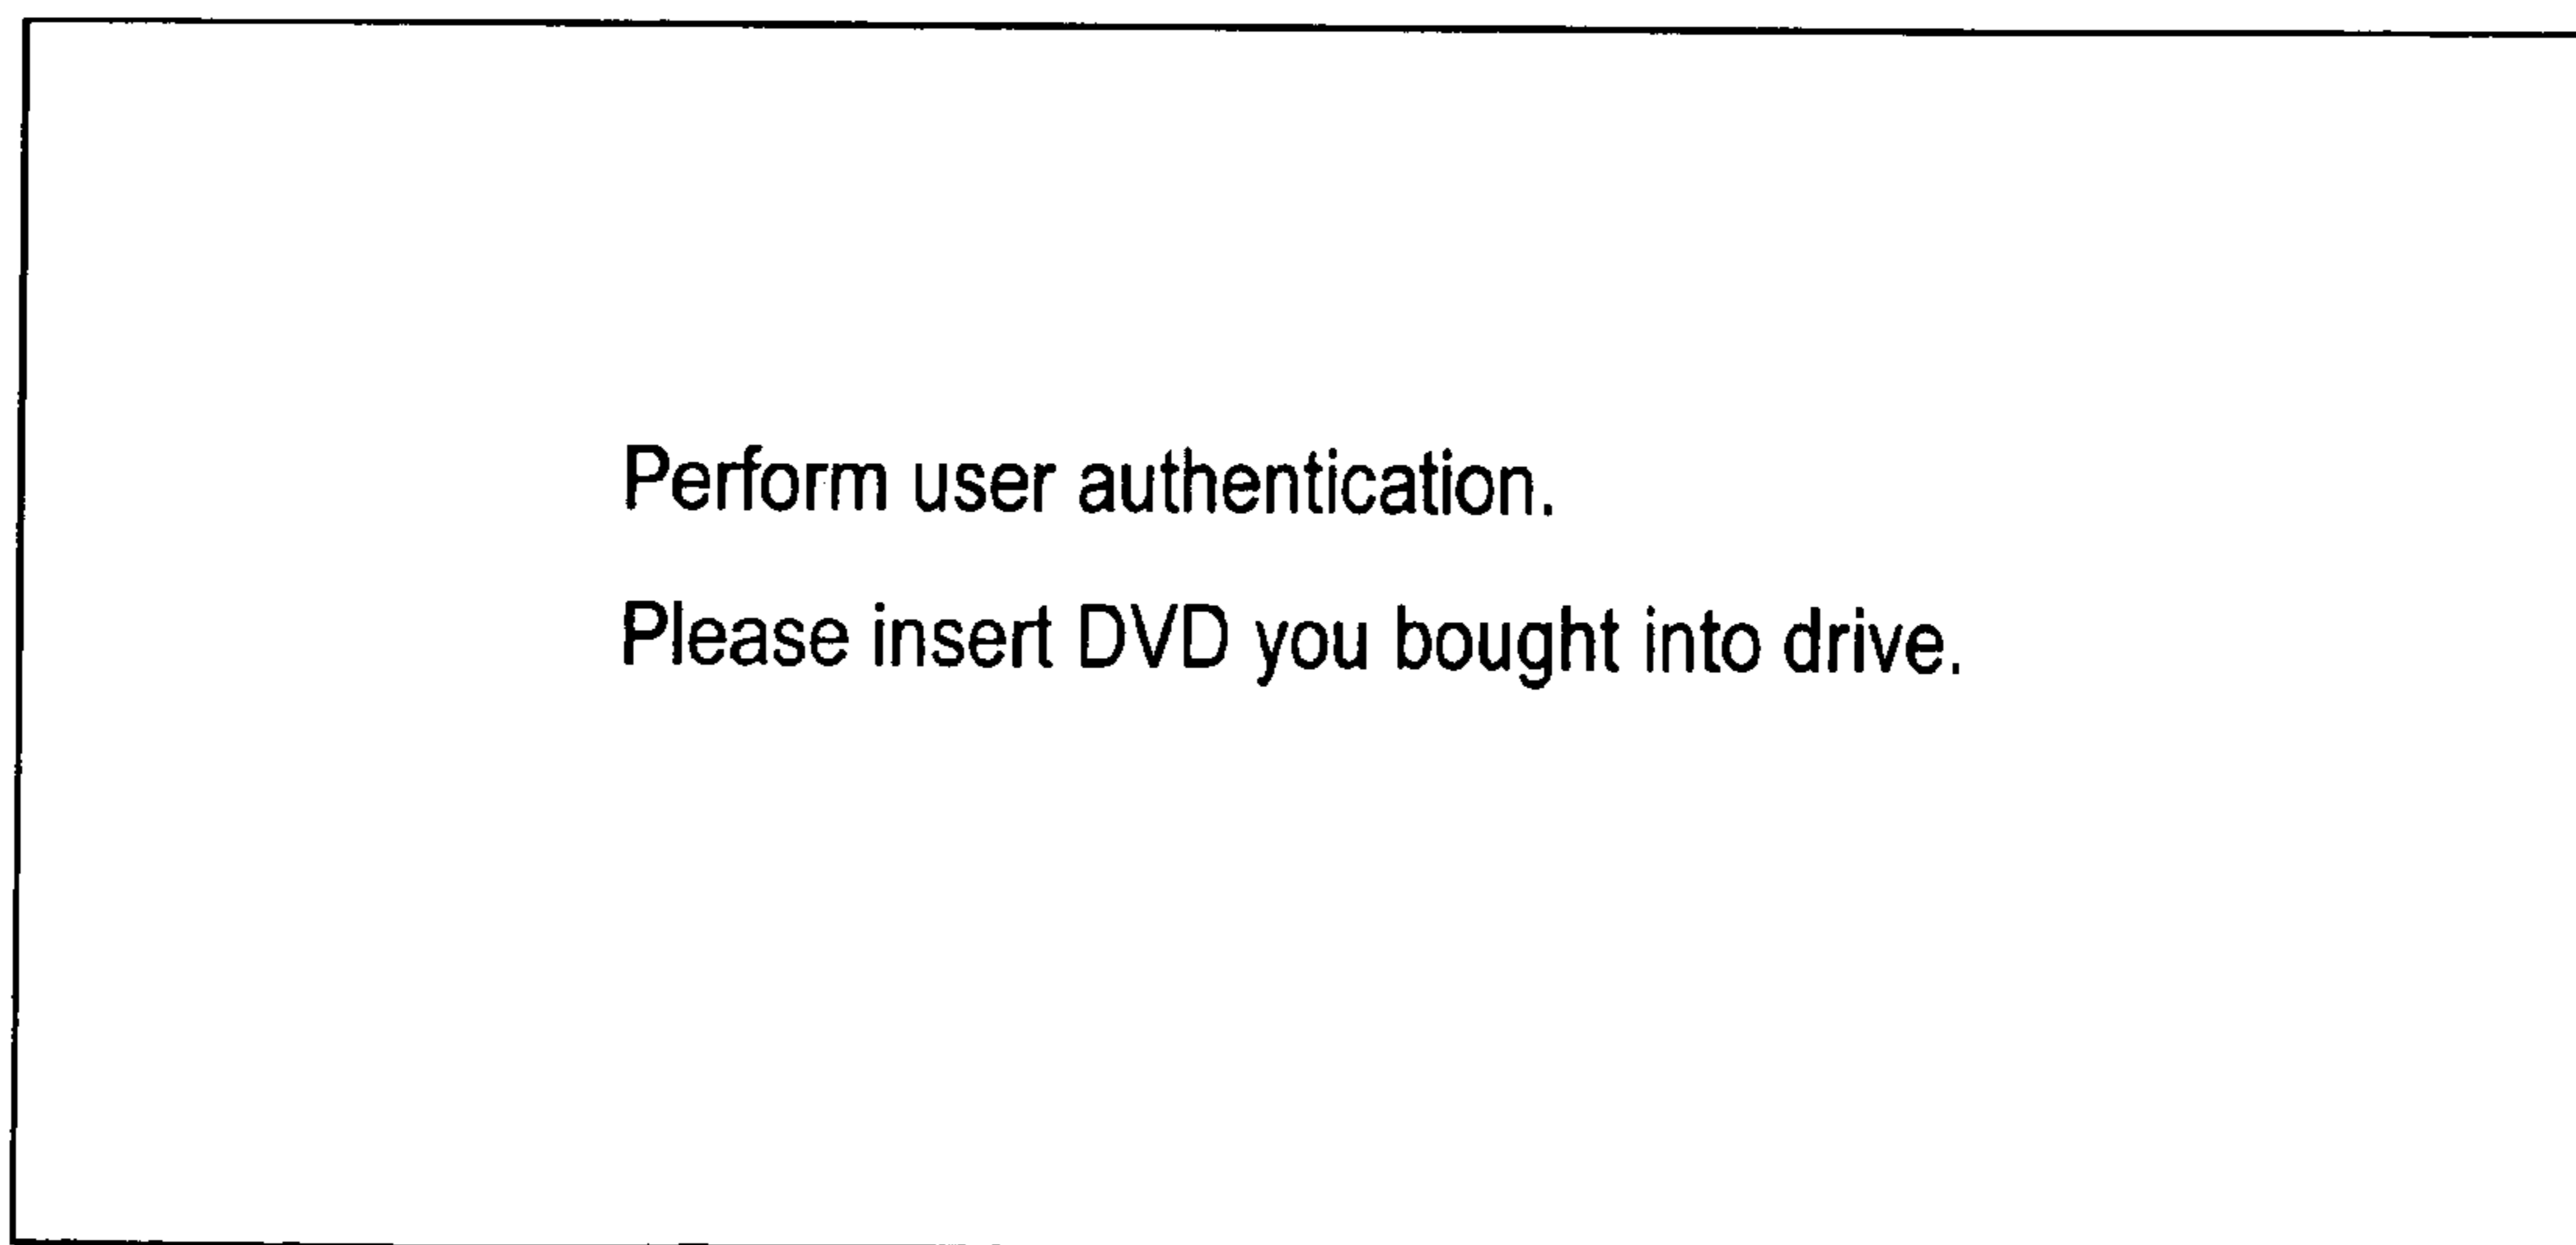 Perform user authentication.
Please insert DVD you bought into drive.